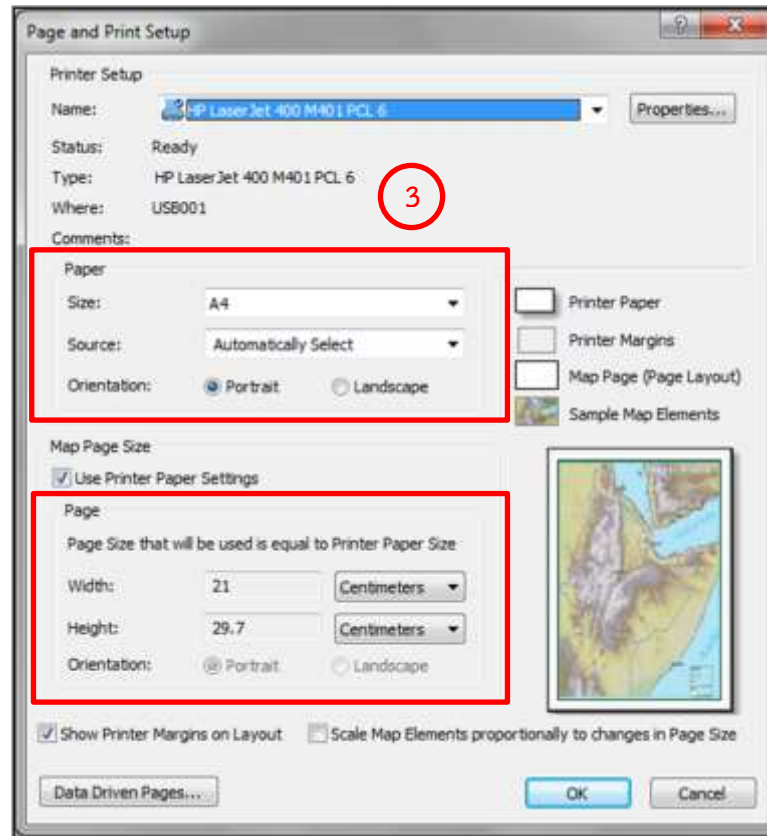 Page and Print Setup
Printer Setup
Name: HP LaserJet 400 M401 PCL 6 Properties...
Status: Ready
Type: HP LaserJet 400 M401 PCL 6
3
Where: USB001
Comments:
Paper
Size: A4
Source: Automatically Select
Orientation: Portrait Landscape
Printer Paper
Printer Margins
Map Page (Page Layout)
Sample Map Elements
Map Page Size
Use Printer Paper Settings
Page
Page Size that will be used is equal to Printer Paper Size
Width: 21 Centimeters
Height: 29.7 Centimeters
Orientation: Portrait Landscape
Show Printer Margins on Layout Scale Map Elements proportionally to changes in Page Size
Data Driven Pages... OK Cancel